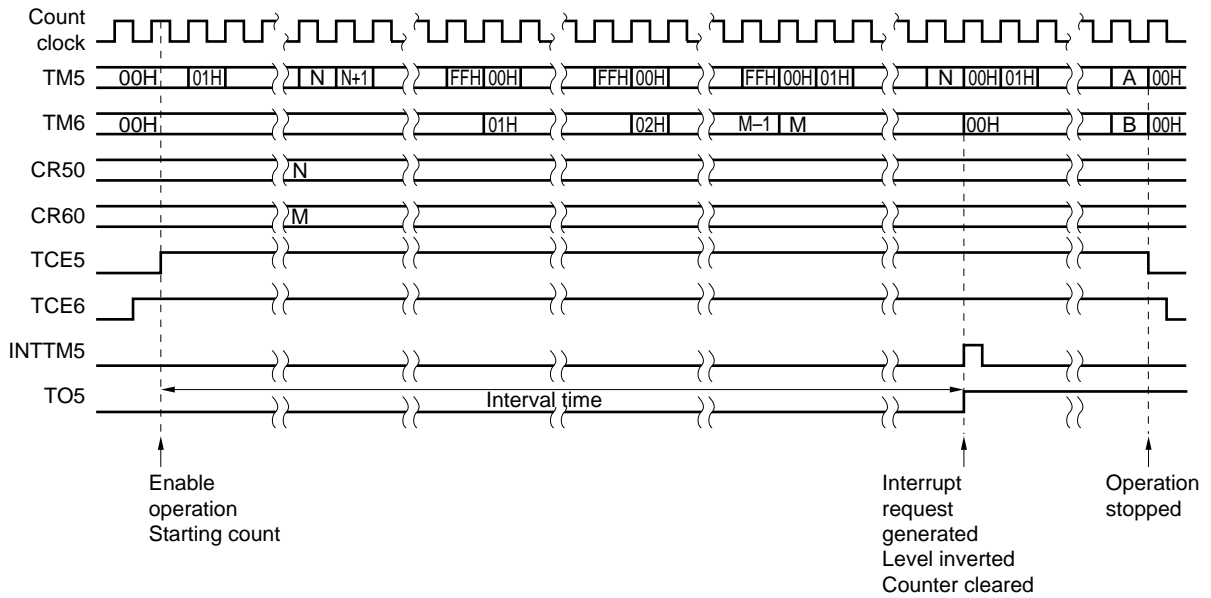 Count
clock
TM5 00H 01H N N+1 FFH 00H FFH 00H FFH 00H 01H N 00H 01H A 00H
TM6 00H 01H 02H M–1 M 00H B 00H
CR50 N
CR60 M
TCE5
TCE6
INTTM5
TO5
Interval time
Enable
operation
Starting count
Interrupt
request
generated
Level inverted
Counter cleared
Operation
stopped